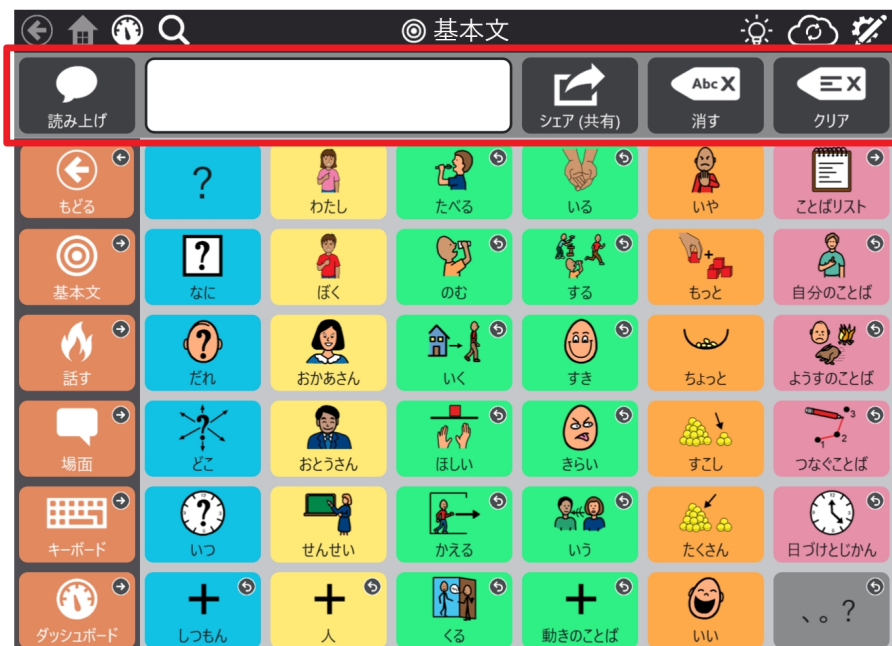 基本文
読み上げ
シェア (共有)
Abc X
消す
X
クリア
もどる
?
わたし
たべる
いる
いや
ことばリスト
基本文
?
なに
ぼく
のむ
する
もっと
自分のことば
話す
?
だれ
おかあさん
いく
すき
ちょっと
ようすのことば
場面
?
どこ
おとうさん
ほしい
きらい
すこし
1 2 3
つなぐことば
キーボード
?
いつ
せんせい
かえる
いう
たくさん
日づけとじかん
ダッシュボード
しつもん
人
くる
動きのことば
いい
、。?